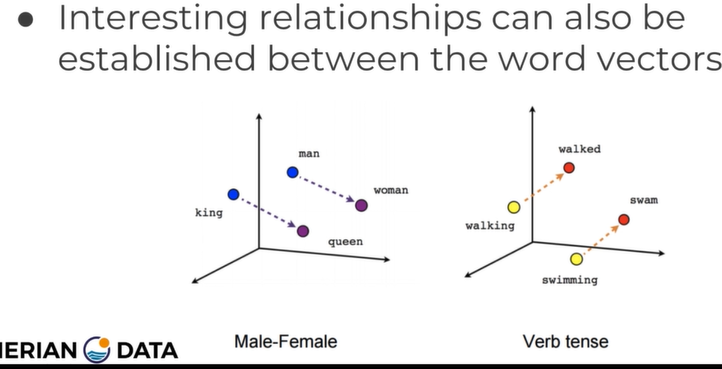 ● Interesting relationships can also be
established between the word vectors
man
woman
king
queen
walked
swam
walking
swimming
Male-Female
Verb tense
IERIAN DATA